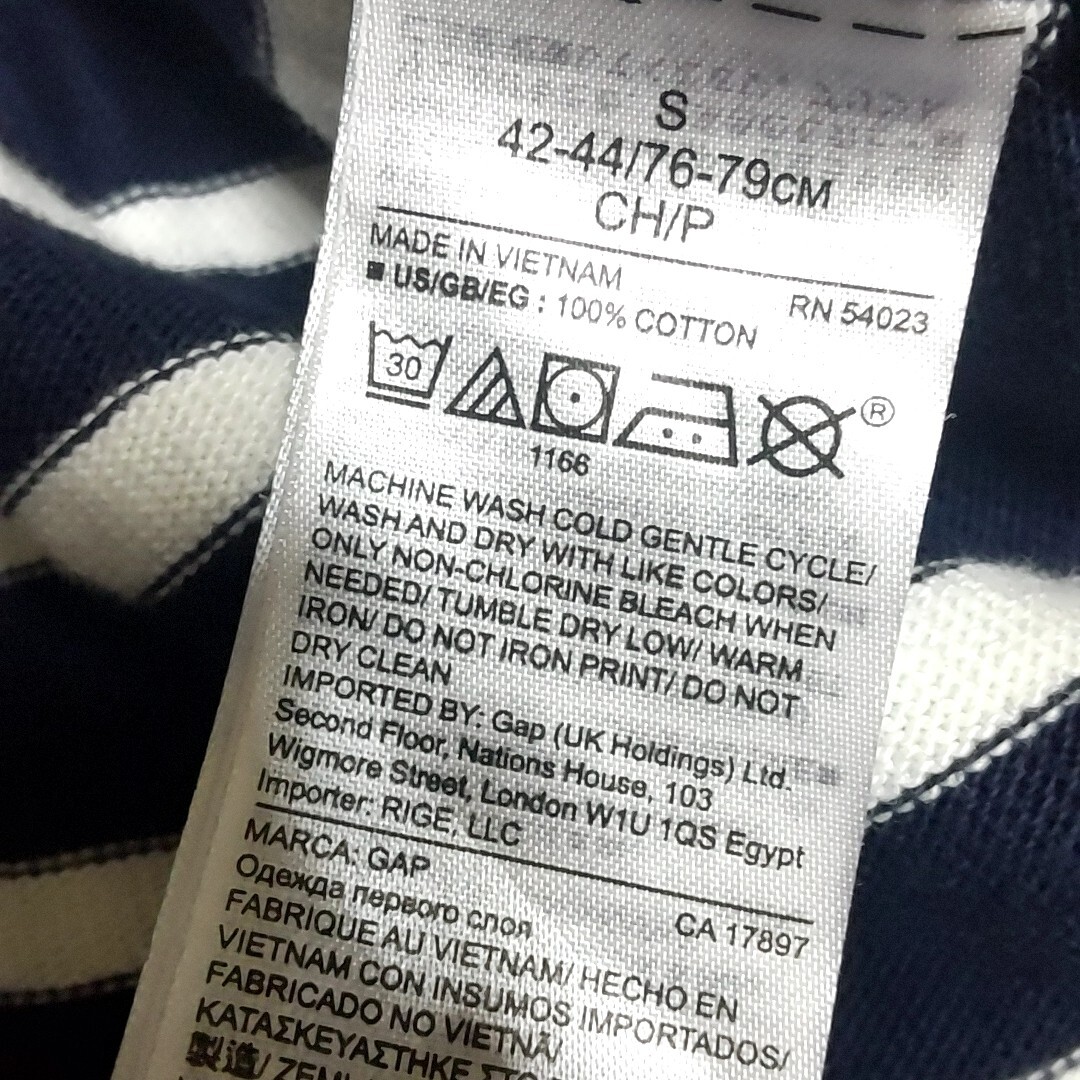 S
42-44/76-79CM
CH/P
MADE IN VIETNAM
RN 54023
■ US/GB/EG : 100% COTTON
30
®
1166
MACHINE WASH COLD GENTLE CYCLE/
WASH AND DRY WITH LIKE COLORS/
ONLY NON-CHLORINE BLEACH WHEN
NEEDED/ TUMBLE DRY LOW/ WARM
IRON/ DO NOT IRON PRINT/ DO NOT
DRY CLEAN
IMPORTED BY: Gap (UK Holdings) Ltd.
Second Floor, Nations House, 103
Wigmore Street, London W1U 1QS Egypt
Importer: RIGE, LLC
MARCA: GAP
CA 17897
Одежда первого слоя
FABRIQUE AU VIETNAM/ HECHO EN
VIETNAM CON INSUMOS IMPORTADOS/
FABRICADO NO VIETNÃ/
ΚΑΤΑΣΚΕΥΑΣΤΗΚΕ ΣΤΟ
製造/